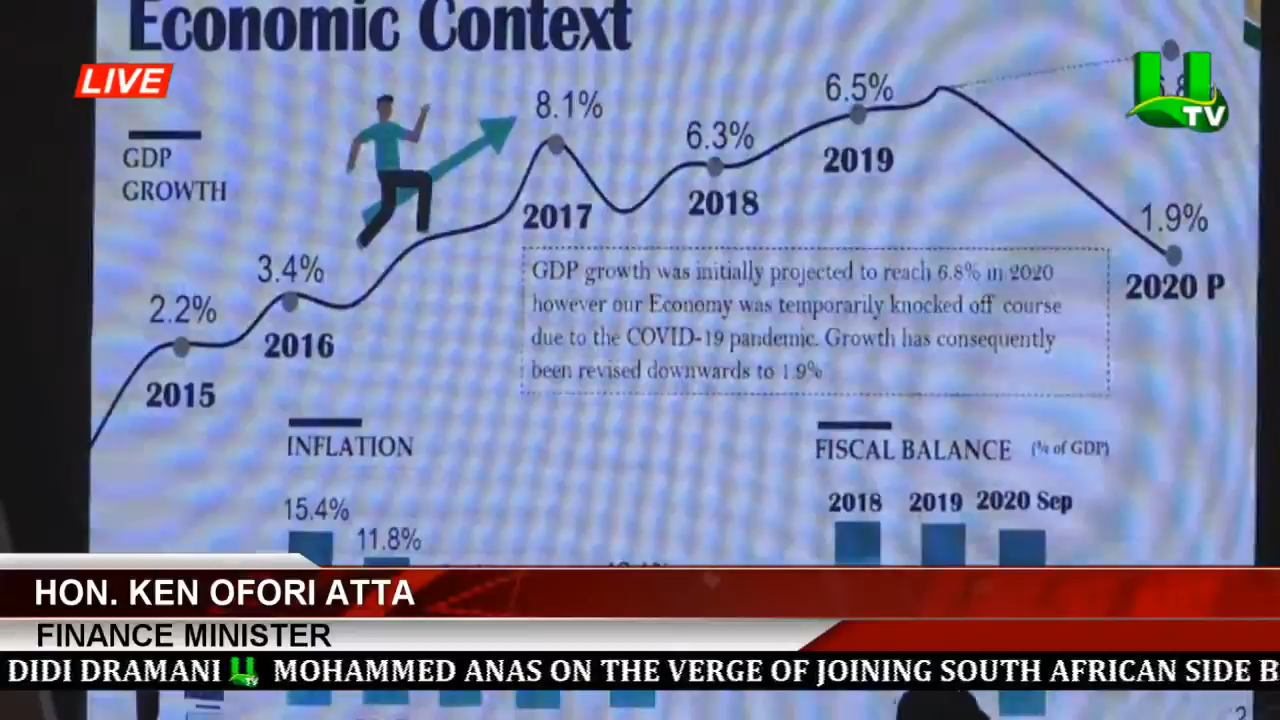 Economic Context
LIVE
U
TV
GDP
GROWTH
2.2%
2015
3.4%
2016
8.1%
2017
6.3%
2018
6.5%
2019
1.9%
2020 P
GDP growth was initially projected to reach 6.8% in 2020
however our Economy was temporarily knocked off course
due to the COVID-19 pandemic. Growth has consequently
been revised downwards to 1.9%
INFLATION
15.4%
11.8%
FISCAL BALANCE (% of GDP)
2018 2019 2020 Sep
HON. KEN OFORI ATTA
FINANCE MINISTER
DIDI DRAMANI U TV MOHAMMED ANAS ON THE VERGE OF JOINING SOUTH AFRICAN SIDE B
2